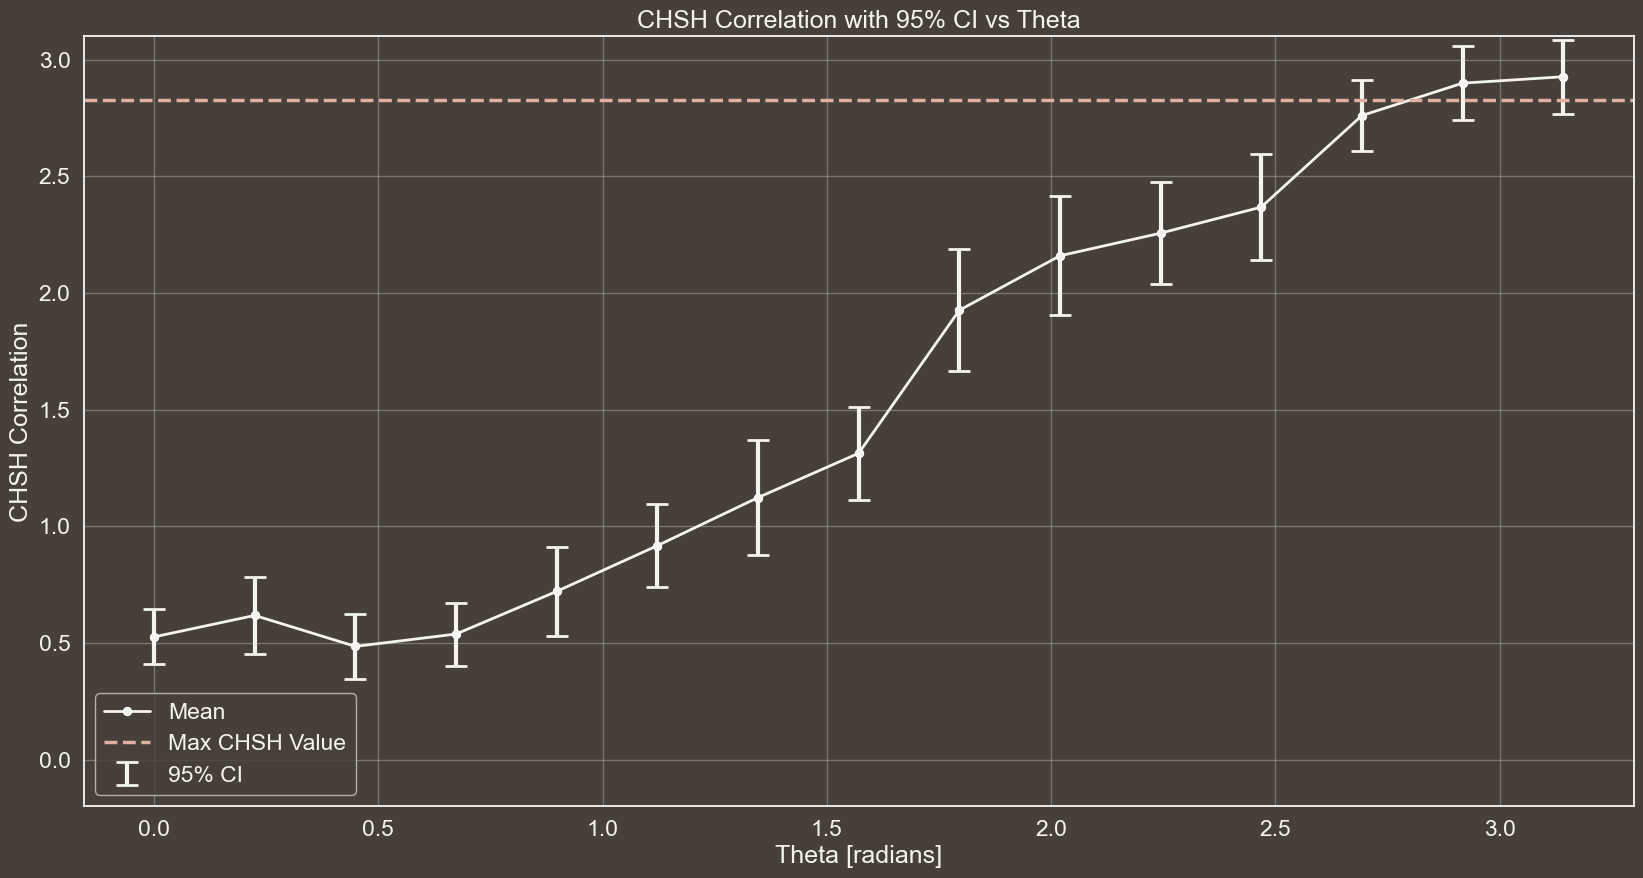 CHSH Correlation with 95% CI vs Theta
3.0
2.5
2.0
1.5
1.0
0.5
0.0
CHSH Correlation
Mean
Max CHSH Value
95% CI
0.0 0.5 1.0 1.5 2.0 2.5 3.0
Theta [radians]